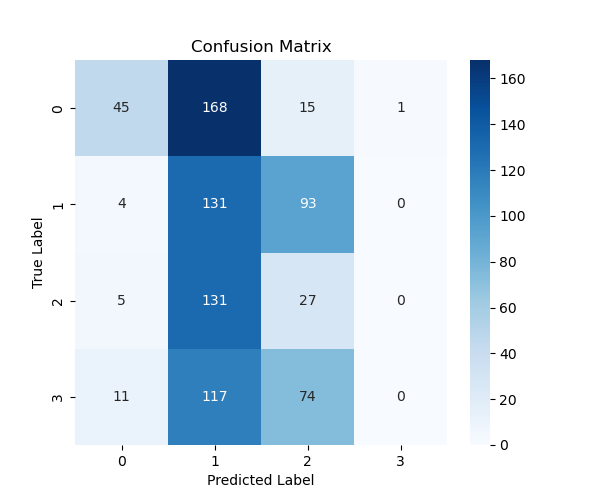 Confusion Matrix
True Label
0 45 168 15 1
1 4 131 93 0
2 5 131 27 0
3 11 117 74 0
0 1 2 3
Predicted Label
160
140
120
100
80
60
40
20
0